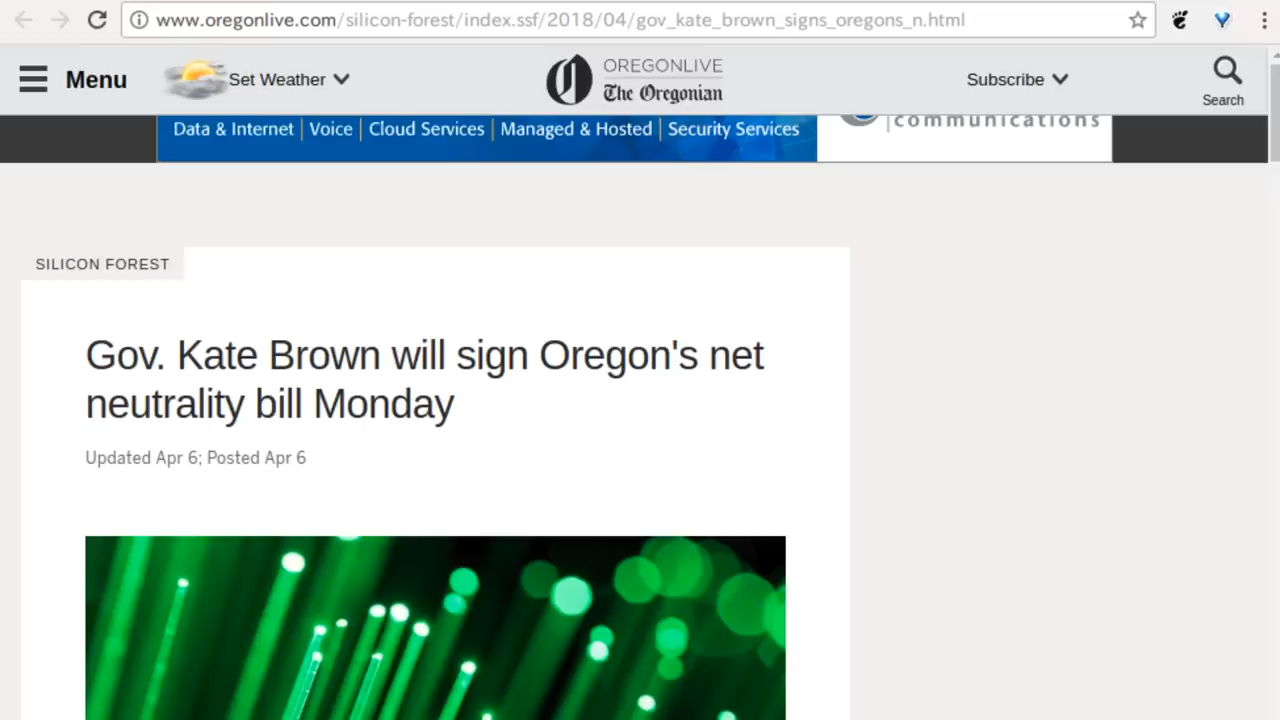 www.oregonlive.com/silicon-forest/index.ssf/2018/04/gov_kate_brown_signs_oregons_n.html
Menu
Set Weather
OREGONLIVE
The Oregonian
Subscribe
Search
Data & Internet | Voice | Cloud Services | Managed & Hosted | Security Services
communications
SILICON FOREST
Gov. Kate Brown will sign Oregon's net
neutrality bill Monday
Updated Apr 6; Posted Apr 6